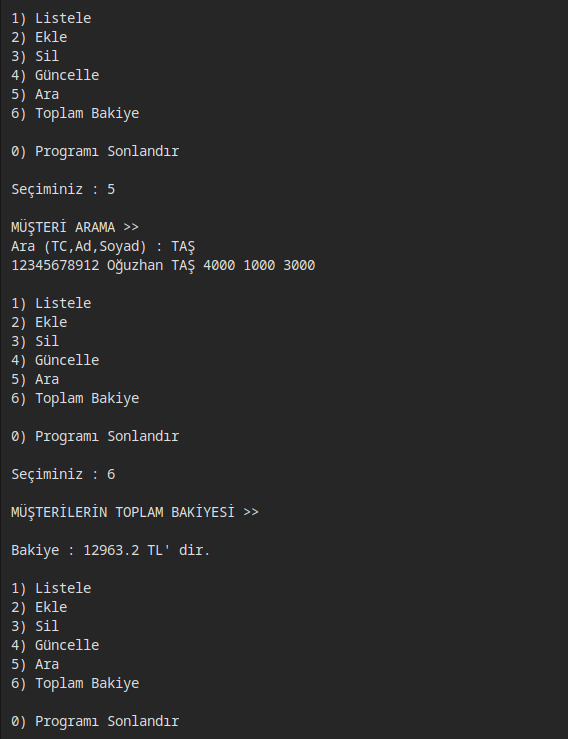 1) Listele
2) Ekle
3) Sil
4) Güncelle
5) Ara
6) Toplam Bakiye
0) Programı Sonlandır
Seçiminiz : 5
MÜŞTERİ ARAMA >>
Ara (TC,Ad,Soyad) : TAŞ
12345678912 Oğuzhan TAŞ 4000 1000 3000
1) Listele
2) Ekle
3) Sil
4) Güncelle
5) Ara
6) Toplam Bakiye
0) Programı Sonlandır
Seçiminiz : 6
MÜŞTERİLERİN TOPLAM BAKİYESİ >>
Bakiye : 12963.2 TL' dir.
1) Listele
2) Ekle
3) Sil
4) Güncelle
5) Ara
6) Toplam Bakiye
0) Programı Sonlandır